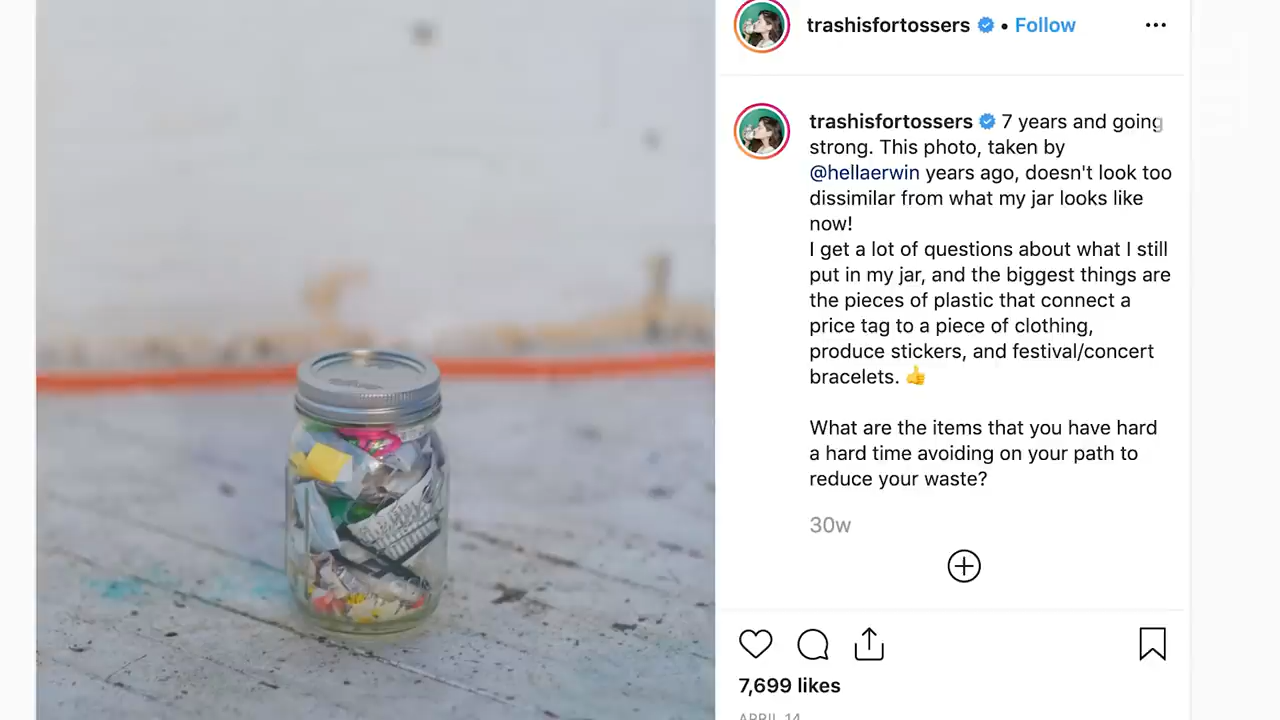 trashisfortossers • Follow
trashisfortossers 7 years and going
strong. This photo, taken by
@hellaerwin years ago, doesn't look too
dissimilar from what my jar looks like
now!
I get a lot of questions about what I still
put in my jar, and the biggest things are
the pieces of plastic that connect a
price tag to a piece of clothing,
produce stickers, and festival/concert
bracelets. 👍
What are the items that you have hard
a hard time avoiding on your path to
reduce your waste?
30w
7,699 likes
APRIL 14